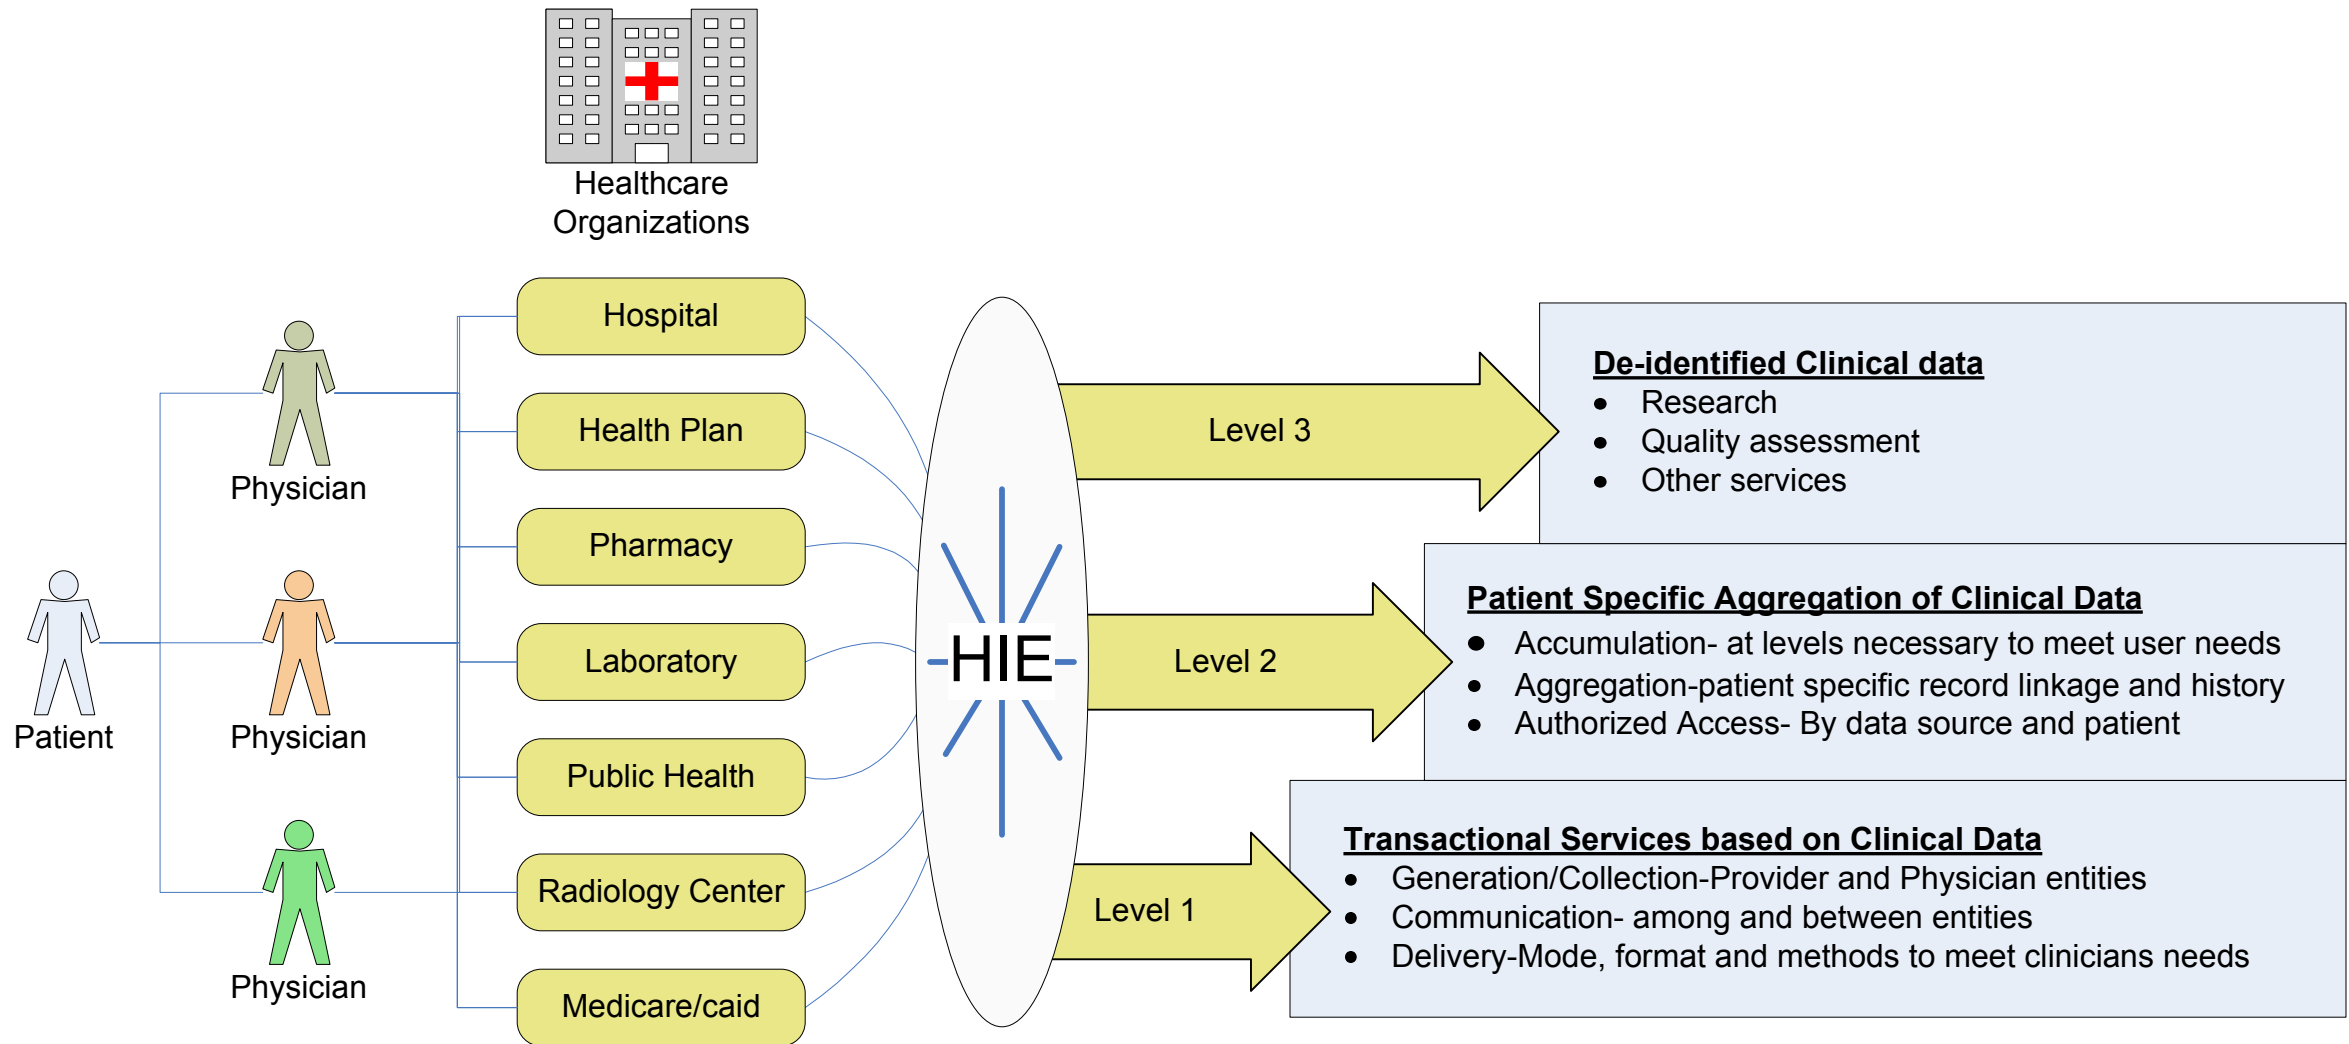 Healthcare
Organizations
Hospital
Health Plan
Pharmacy
Laboratory
Public Health
Radiology Center
Medicare/caid
Physician
Physician
Physician
Patient
HIE
Level 3
Level 2
Level 1
De-identified Clinical data
• Research
• Quality assessment
• Other services
Patient Specific Aggregation of Clinical Data
• Accumulation- at levels necessary to meet user needs
• Aggregation-patient specific record linkage and history
• Authorized Access- By data source and patient
Transactional Services based on Clinical Data
• Generation/Collection-Provider and Physician entities
• Communication- among and between entities
• Delivery-Mode, format and methods to meet clinicians needs